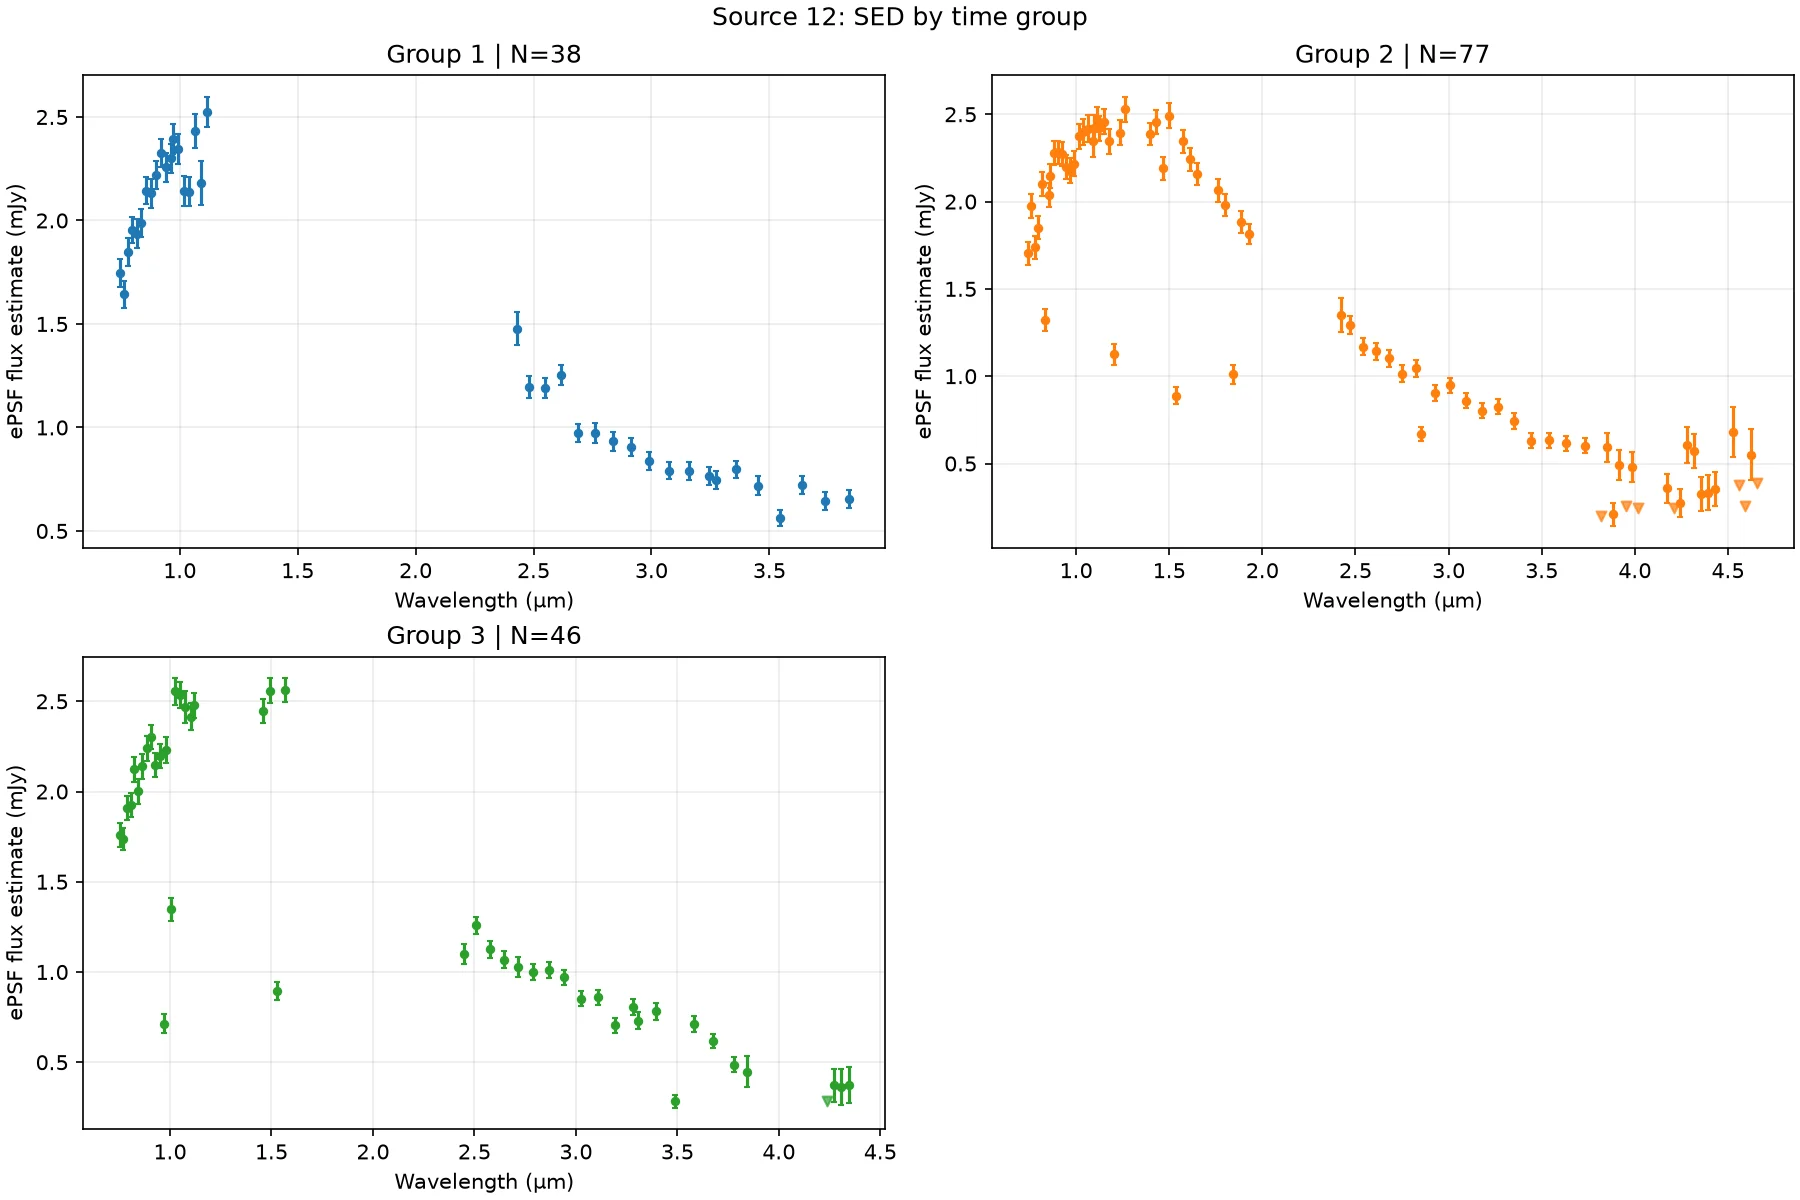 Source 12: SED by time group
Group 1 | N=38
ePSF flux estimate (mJy)
2.5
2.0
1.5
1.0
0.5
1.0 1.5 2.0 2.5 3.0 3.5
Wavelength (µm)
Group 2 | N=77
ePSF flux estimate (mJy)
2.5
2.0
1.5
1.0
0.5
1.0 1.5 2.0 2.5 3.0 3.5 4.0 4.5
Wavelength (µm)
Group 3 | N=46
ePSF flux estimate (mJy)
2.5
2.0
1.5
1.0
0.5
1.0 1.5 2.0 2.5 3.0 3.5 4.0 4.5
Wavelength (µm)